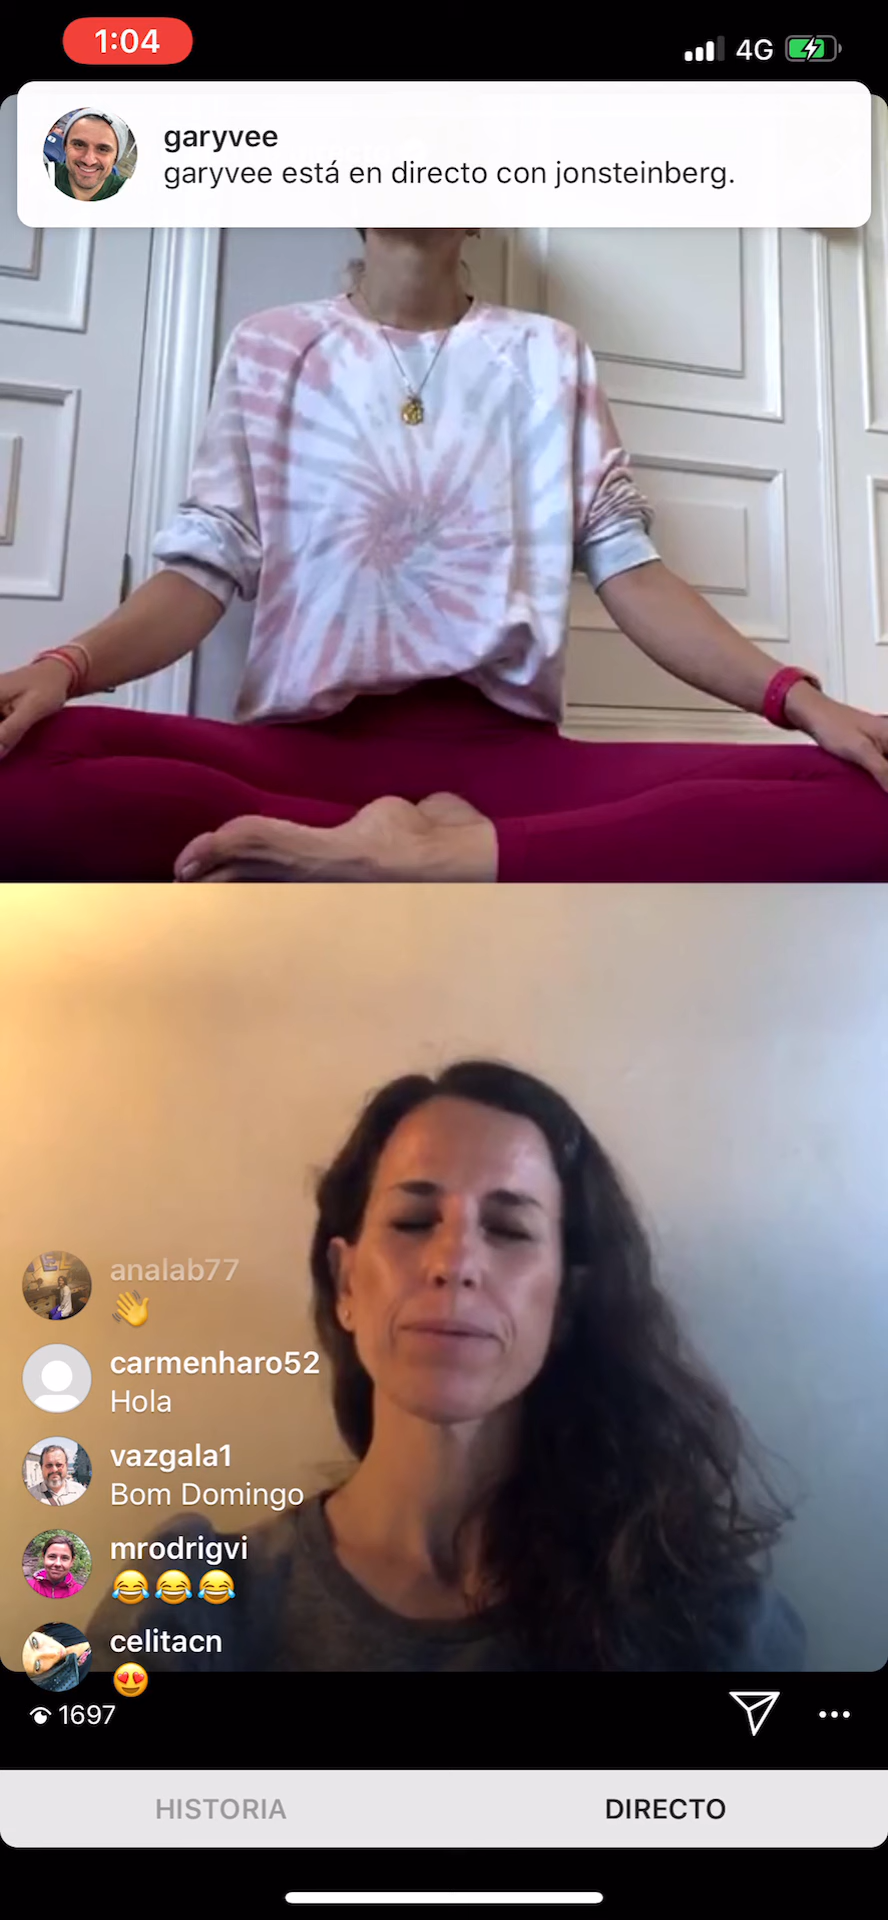 1:04
4G
garyvee
garyvee está en directo con jonsteinberg.
analab77
👋
carmenharo52
Hola
vazgala1
Bom Domingo
mrodrigvi
😂😂😂
celitacn
😍
1697
HISTORIA
DIRECTO